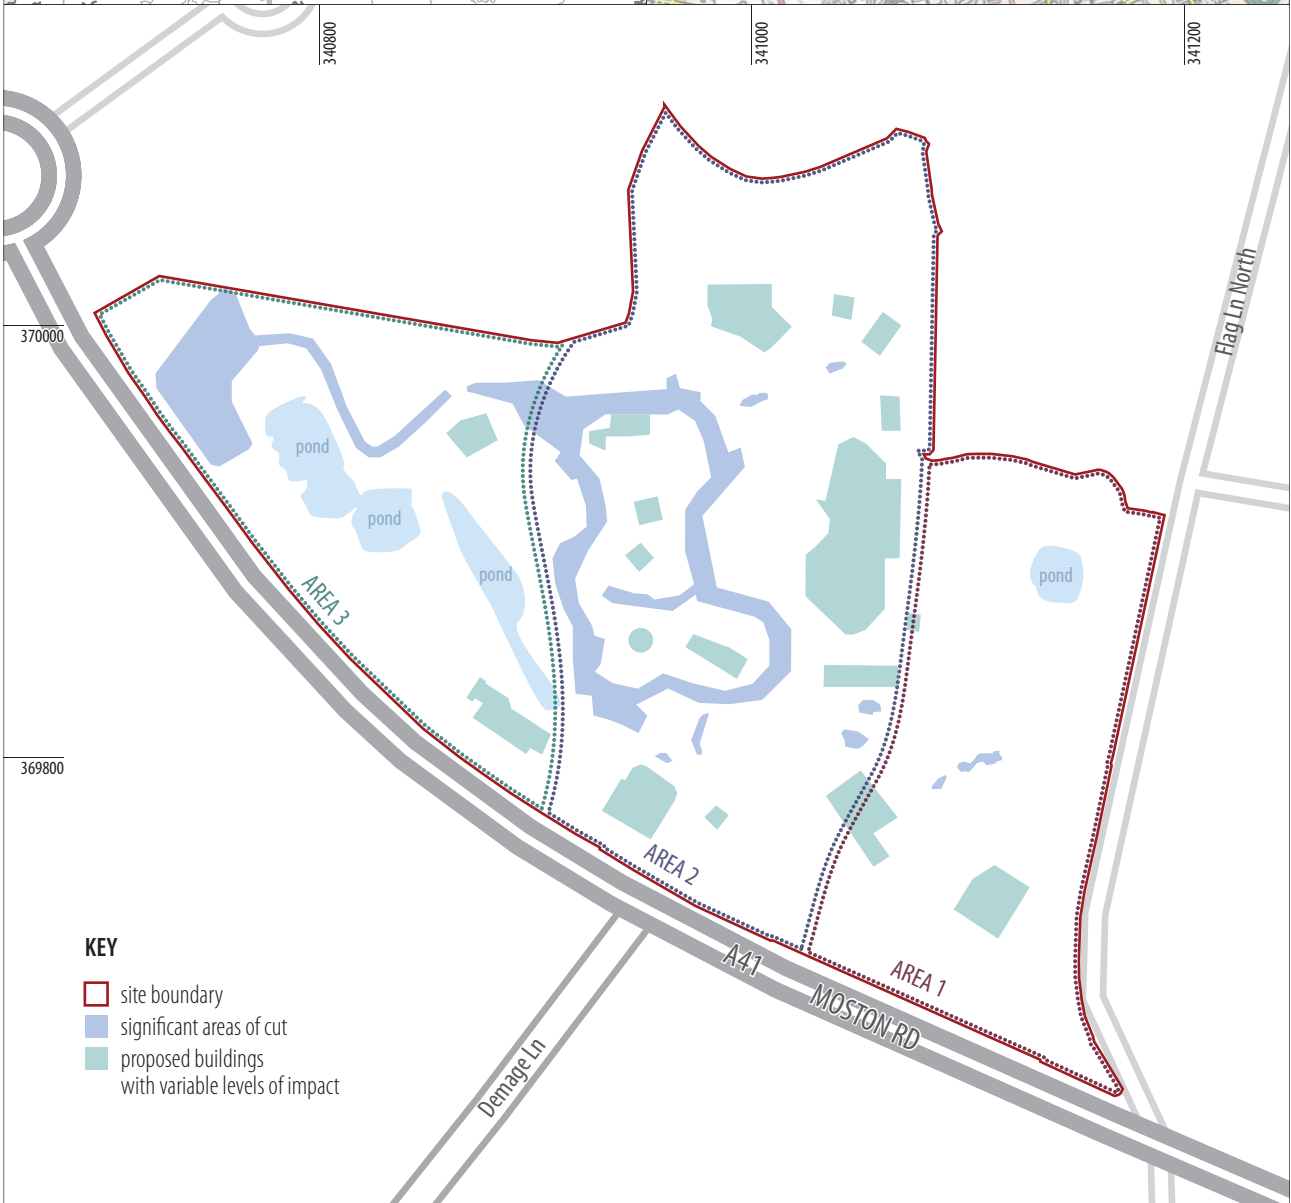 340800
341000
341200
370000
Flag Ln North
pond
pond
pond
pond
AREA 3
369800
AREA 2
AREA 1
A41
MOSTON RD
Demage Ln
KEY
site boundary
significant areas of cut
proposed buildings
with variable levels of impact